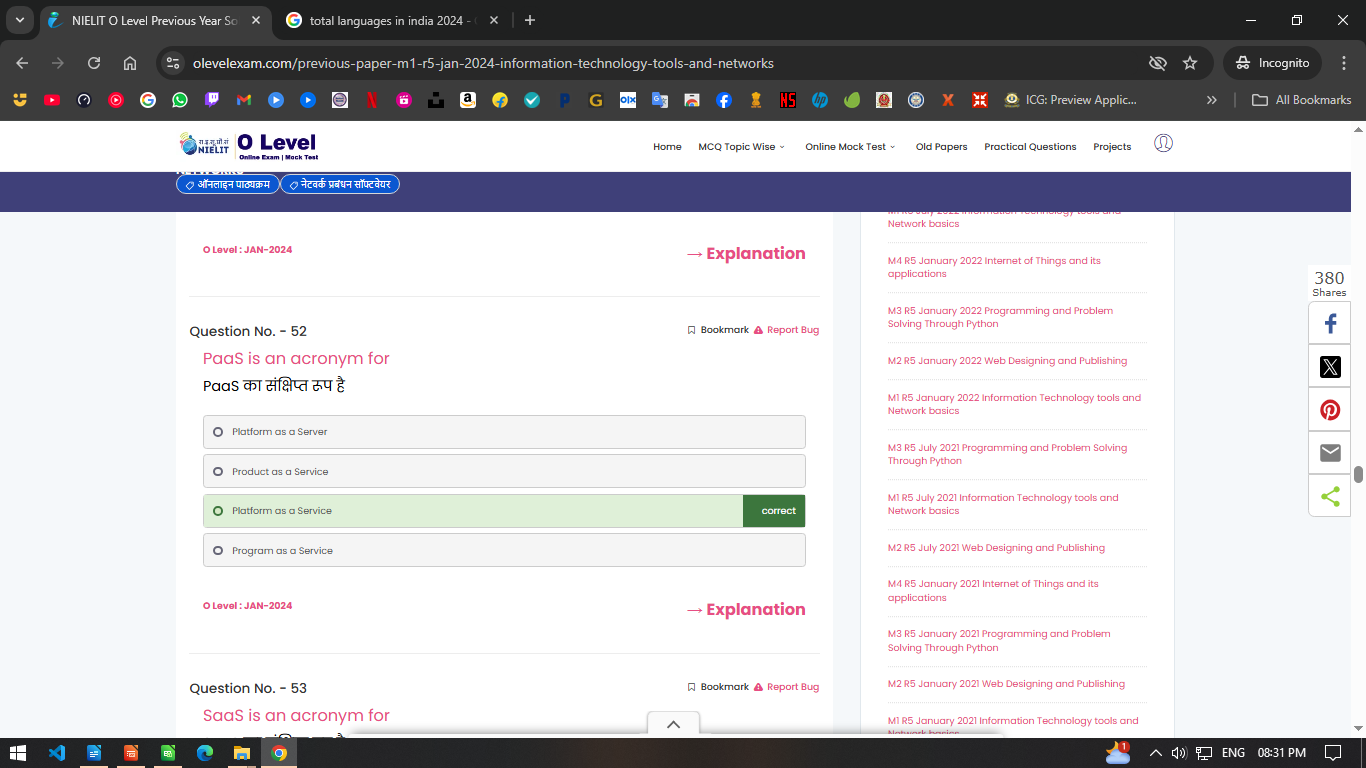 NIELIT O Level Previous Year So
total languages in india 2024 -
olevelexam.com/previous-paper-m1-r5-jan-2024-information-technology-tools-and-networks
Incognito
ICG: Preview Applic...
All Bookmarks
रा.इ.सू.प्रौ.सं
NIELIT
O Level
Online Exam | Mock Test
Home
MCQ Topic Wise
Online Mock Test
Old Papers
Practical Questions
Projects
ऑनलाइन पाठ्यक्रम
नेटवर्क प्रबंधन सॉफ्टवेयर
O Level : JAN-2024
→ Explanation
Question No. - 52
Bookmark
Report Bug
PaaS is an acronym for
PaaS का संक्षिप्त रूप है
Platform as a Server
Product as a Service
Platform as a Service
correct
Program as a Service
O Level : JAN-2024
→ Explanation
Question No. - 53
Bookmark
Report Bug
SaaS is an acronym for
M1 R5 July 2022 Information Technology tools and
Network basics
M4 R5 January 2022 Internet of Things and its
applications
M3 R5 January 2022 Programming and Problem
Solving Through Python
M2 R5 January 2022 Web Designing and Publishing
M1 R5 January 2022 Information Technology tools and
Network basics
M3 R5 July 2021 Programming and Problem Solving
Through Python
M1 R5 July 2021 Information Technology tools and
Network basics
M2 R5 July 2021 Web Designing and Publishing
M4 R5 January 2021 Internet of Things and its
applications
M3 R5 January 2021 Programming and Problem
Solving Through Python
M2 R5 January 2021 Web Designing and Publishing
M1 R5 January 2021 Information Technology tools and
Network basics
380
Shares
1
ENG
08:31 PM